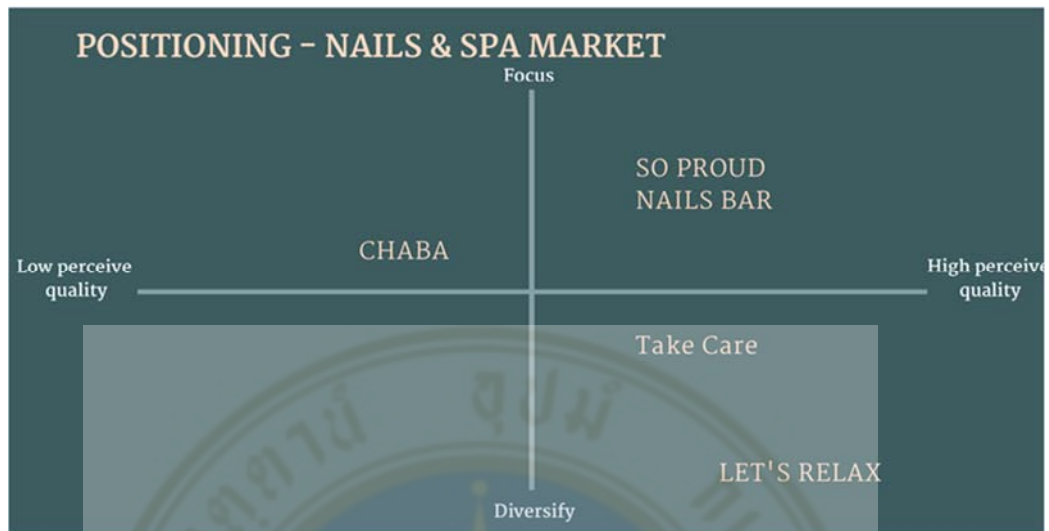 POSITIONING - NAILS & SPA MARKET
Focus
SO PROUD
NAILS BAR
CHABA
Low perceive
quality
High perceive
quality
Take Care
LET'S RELAX
Diversify